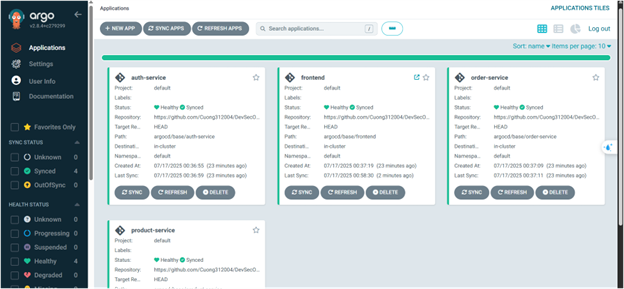 argo
Applications
APPLICATIONS TILES
+ NEW APP
SYNC APPS
REFRESH APPS
Search applications...
/
Log out
Sort: name
Items per page: 10
Applications
Settings
User Info
Documentation
Favorites Only
SYNC STATUS
Unknown 0
Synced 4
OutOfSync 0
HEALTH STATUS
Unknown 0
Progressing 0
Suspended 0
Healthy 4
Degraded 0
auth-service
Project: default
Labels:
Status: Healthy Synced
Repository: https://github.com/Cuong312004/DevSecO...
Target Re... HEAD
Path: argocd/base/auth-service
Destinati... in-cluster
Namespa... default
Created At: 07/17/2025 00:36:55 (23 minutes ago)
Last Sync: 07/17/2025 00:36:59 (23 minutes ago)
SYNC REFRESH DELETE
frontend
Project: default
Labels:
Status: Healthy Synced
Repository: https://github.com/Cuong312004/DevSecO...
Target Re... HEAD
Path: argocd/base/frontend
Destinati... in-cluster
Namespa... default
Created At: 07/17/2025 00:37:19 (23 minutes ago)
Last Sync: 07/17/2025 00:38:30 (2 minutes ago)
SYNC REFRESH DELETE
order-service
Project: default
Labels:
Status: Healthy Synced
Repository: https://github.com/Cuong312004/DevSecO...
Target Re... HEAD
Path: argocd/base/order-service
Destinati... in-cluster
Namespa... default
Created At: 07/17/2025 00:37:09 (23 minutes ago)
Last Sync: 07/17/2025 00:37:11 (23 minutes ago)
SYNC REFRESH DELETE
product-service
Project: default
Labels:
Status: Healthy Synced
Repository: https://github.com/Cuong312004/DevSecO...
Target Re... HEAD